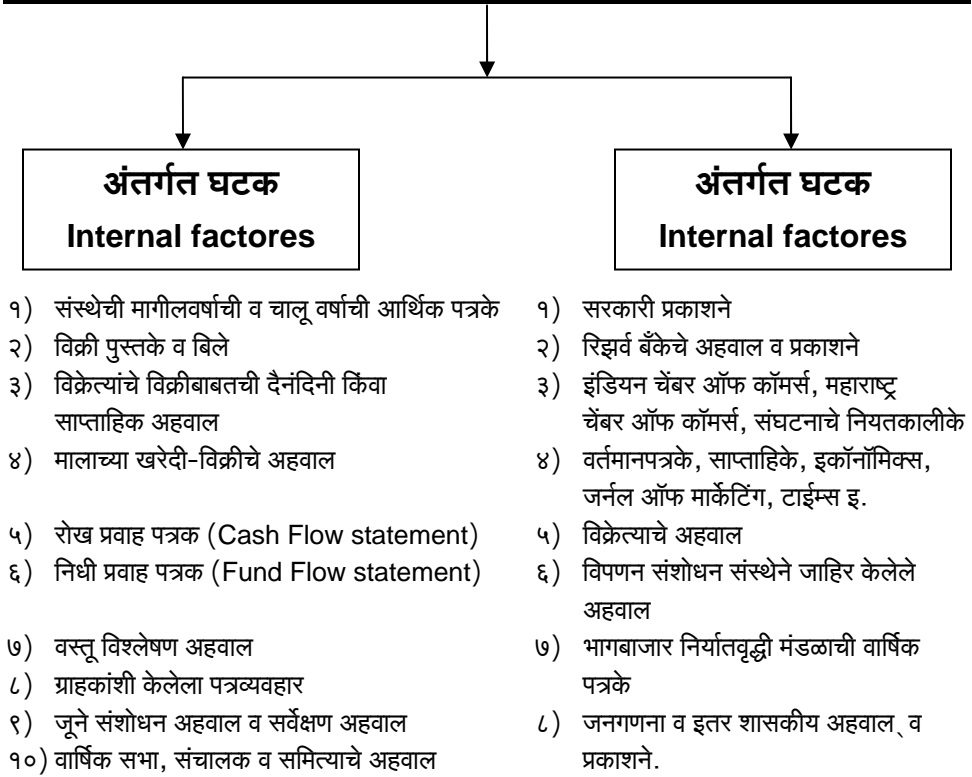 अंतर्गत घटक
Internal factores
१) संस्थेची मागीलवर्षाची व चालू वर्षाची आर्थिक पत्रके
२) विक्री पुस्तके व बिले
३) विक्रेत्यांचे विक्रीबाबतची दैनंदिनी किंवा
साप्ताहिक अहवाल
४) मालाच्या खरेदी-विक्रीचे अहवाल
५) रोख प्रवाह पत्रक (Cash Flow statement)
६) निधी प्रवाह पत्रक (Fund Flow statement)
७) वस्तू विश्लेषण अहवाल
८) ग्राहकांशी केलेला पत्रव्यवहार
९) जूने संशोधन अहवाल व सर्वेक्षण अहवाल
१०) वार्षिक सभा, संचालक व समित्याचे अहवाल
अंतर्गत घटक
Internal factores
१) सरकारी प्रकाशने
२) रिझर्व बँकेचे अहवाल व प्रकाशने
३) इंडियन चेंबर ऑफ कॉमर्स, महाराष्ट्र
चेंबर ऑफ कॉमर्स, संघटनाचे नियतकालीके
४) वर्तमानपत्रके, साप्ताहिके, इकॉनॉमिक्स,
जर्नल ऑफ मार्केटिंग, टाईम्स इ.
५) विक्रेत्याचे अहवाल
६) विपणन संशोधन संस्थेने जाहिर केलेले
अहवाल
७) भागबाजार निर्यातवृद्धी मंडळाची वार्षिक
पत्रके
८) जनगणना व इतर शासकीय अहवाल् व
प्रकाशने.